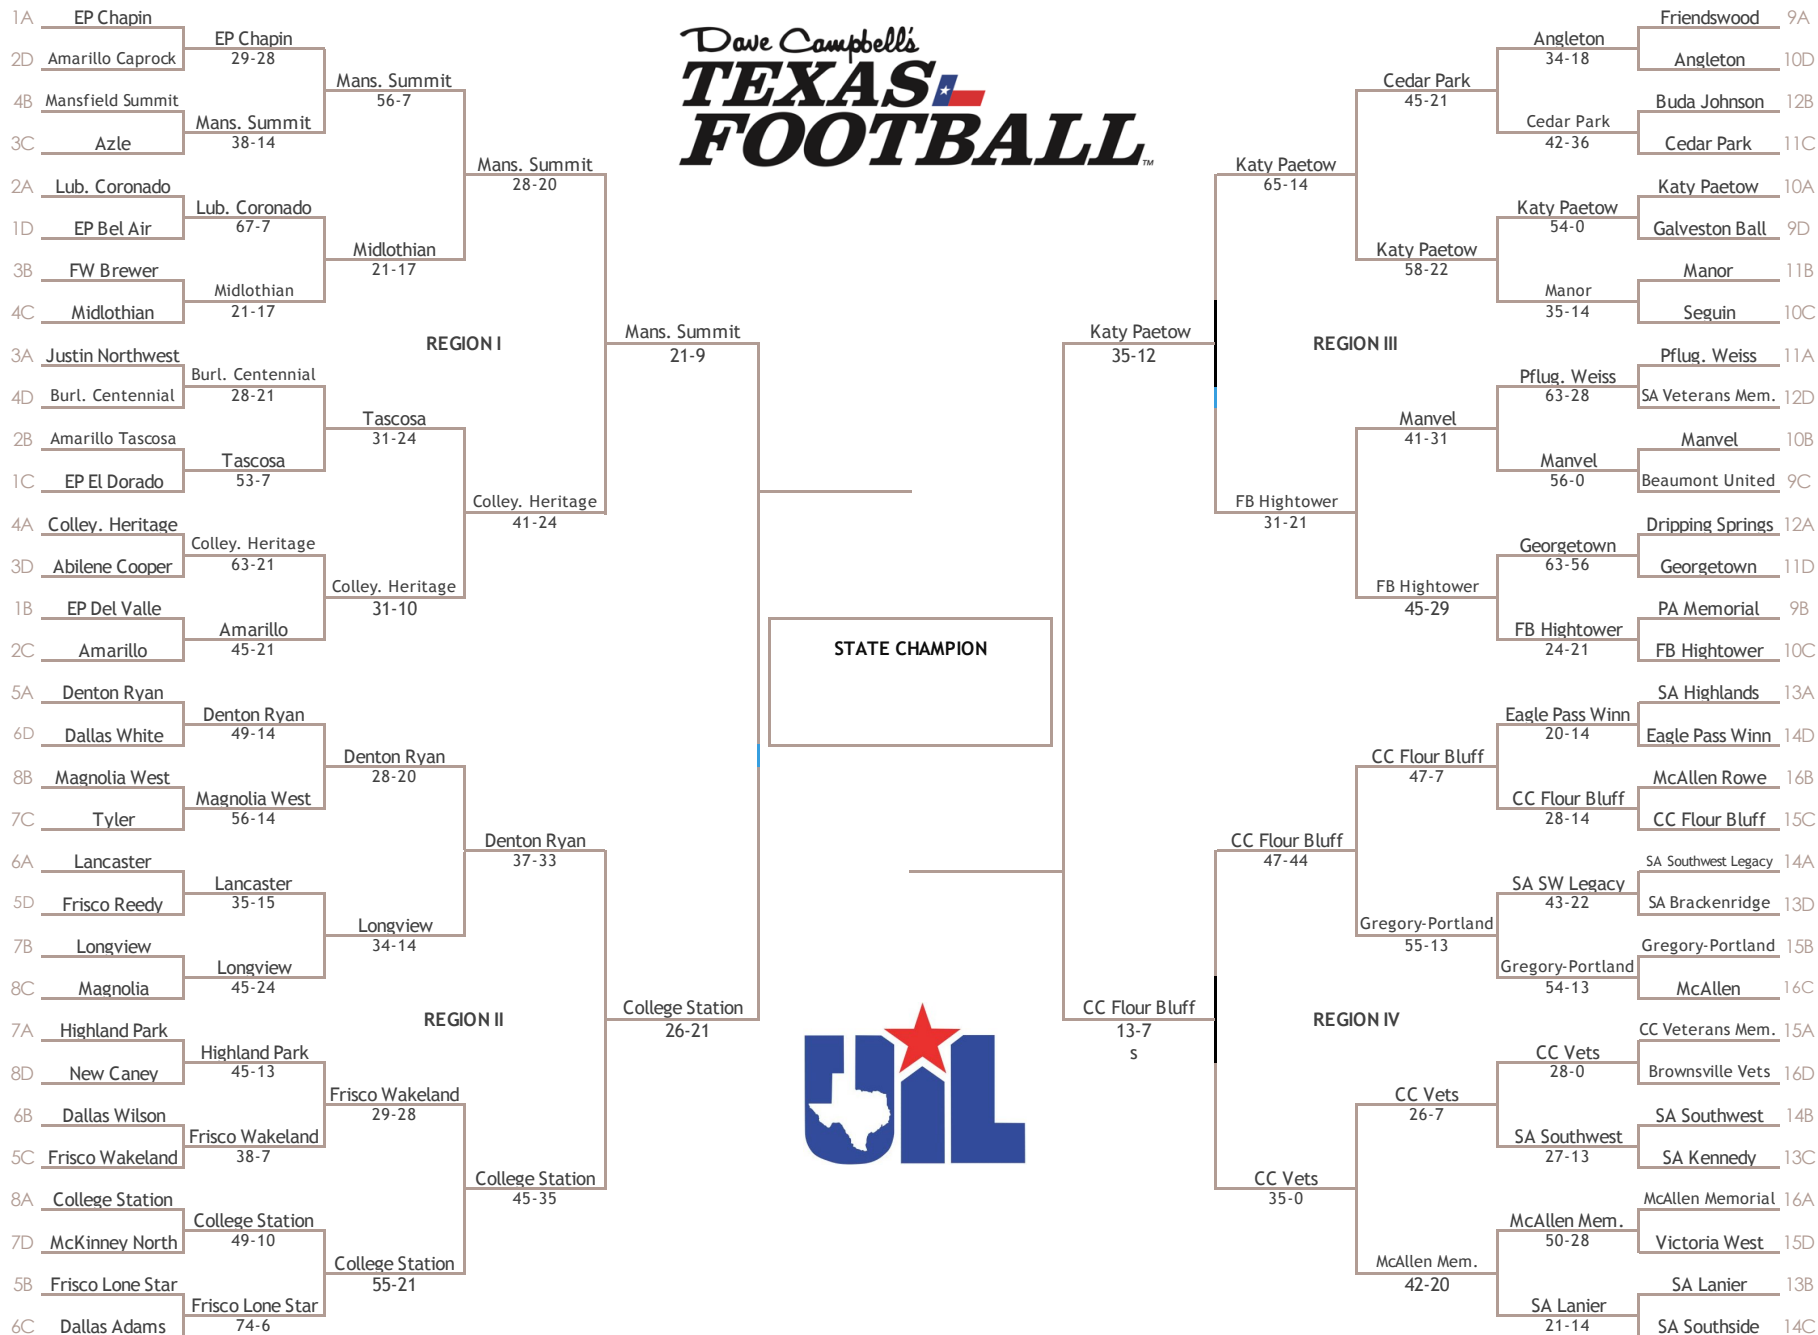 Dave Campbell's
TEXAS
FOOTBALL™
1A EP Chapin
2D Amarillo Caprock
4B Mansfield Summit
3C Azle
2A Lub. Coronado
1D EP Bel Air
3B FW Brewer
4C Midlothian
3A Justin Northwest
4D Burl. Centennial
2B Amarillo Tascosa
1C EP El Dorado
4A Colley. Heritage
3D Abilene Cooper
1B EP Del Valle
2C Amarillo
5A Denton Ryan
6D Dallas White
8B Magnolia West
7C Tyler
6A Lancaster
5D Frisco Reedy
7B Longview
8C Magnolia
7A Highland Park
8D New Caney
6B Dallas Wilson
5C Frisco Wakeland
8A College Station
7D McKinney North
5B Frisco Lone Star
6C Dallas Adams
EP Chapin
29-28
Mans. Summit
38-14
Lub. Coronado
67-7
Midlothian
21-17
Burl. Centennial
28-21
Tascosa
53-7
Colley. Heritage
63-21
Amarillo
45-21
Denton Ryan
49-14
Magnolia West
56-14
Lancaster
35-15
Longview
45-24
Highland Park
45-13
Frisco Wakeland
38-7
College Station
49-10
Frisco Lone Star
74-6
Mans. Summit
56-7
Midlothian
21-17
Tascosa
31-24
Colley. Heritage
31-10
Denton Ryan
28-20
Longview
34-14
Frisco Wakeland
29-28
College Station
55-21
Mans. Summit
28-20
REGION I
Colley. Heritage
41-24
Denton Ryan
37-33
REGION II
College Station
45-35
Mans. Summit
21-9
College Station
26-21
STATE CHAMPION
UIL
Katy Paetow
35-12
CC Flour Bluff
13-7
s
Katy Paetow
65-14
REGION III
FB Hightower
31-21
CC Flour Bluff
47-44
REGION IV
CC Vets
35-0
Cedar Park
45-21
Katy Paetow
58-22
Manvel
41-31
FB Hightower
45-29
CC Flour Bluff
47-7
Gregory-Portland
55-13
CC Vets
26-7
McAllen Mem.
42-20
Angleton
34-18
Cedar Park
42-36
Katy Paetow
54-0
Manor
35-14
Pflug. Weiss
63-28
Manvel
56-0
Georgetown
63-56
FB Hightower
24-21
Eagle Pass Winn
20-14
CC Flour Bluff
28-14
SA SW Legacy
43-22
Gregory-Portland
54-13
CC Vets
28-0
SA Southwest
27-13
McAllen Mem.
50-28
SA Lanier
21-14
Friendswood 9A
Angleton 10D
Buda Johnson 12B
Cedar Park 11C
Katy Paetow 10A
Galveston Ball 9D
Manor 11B
Seguin 10C
Pflug. Weiss 11A
SA Veterans Mem. 12D
Manvel 10B
Beaumont United 9C
Dripping Springs 12A
Georgetown 11D
PA Memorial 9B
FB Hightower 10C
SA Highlands 13A
Eagle Pass Winn 14D
McAllen Rowe 16B
CC Flour Bluff 15C
SA Southwest Legacy 14A
SA Brackenridge 13D
Gregory-Portland 15B
McAllen 16C
CC Veterans Mem. 15A
Brownsville Vets 16D
SA Southwest 14B
SA Kennedy 13C
McAllen Memorial 16A
Victoria West 15D
SA Lanier 13B
SA Southside 14C